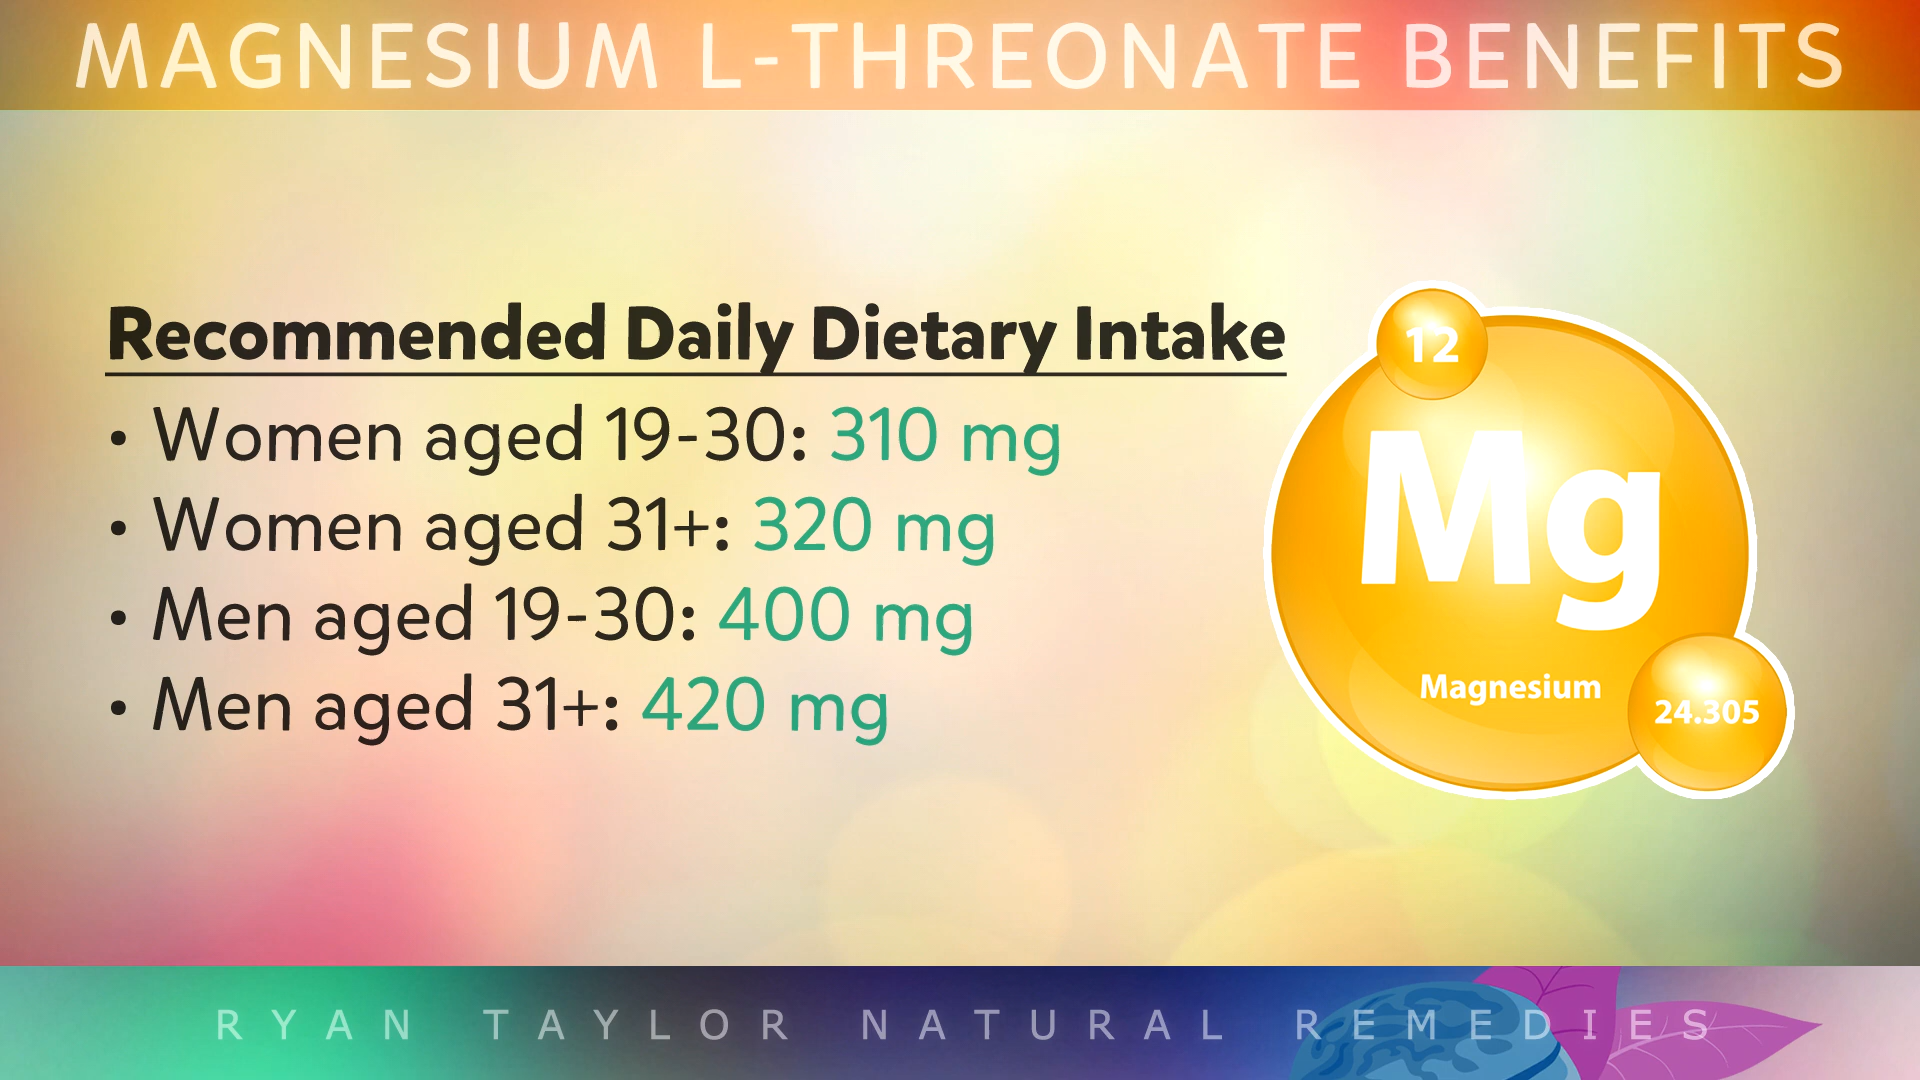 MAGNESIUM L-THREONATE BENEFITS
Recommended Daily Dietary Intake
• Women aged 19-30: 310 mg
• Women aged 31+: 320 mg
• Men aged 19-30: 400 mg
• Men aged 31+: 420 mg
12
Mg
Magnesium
24.305
RYAN TAYLOR NATURAL REMEDIES